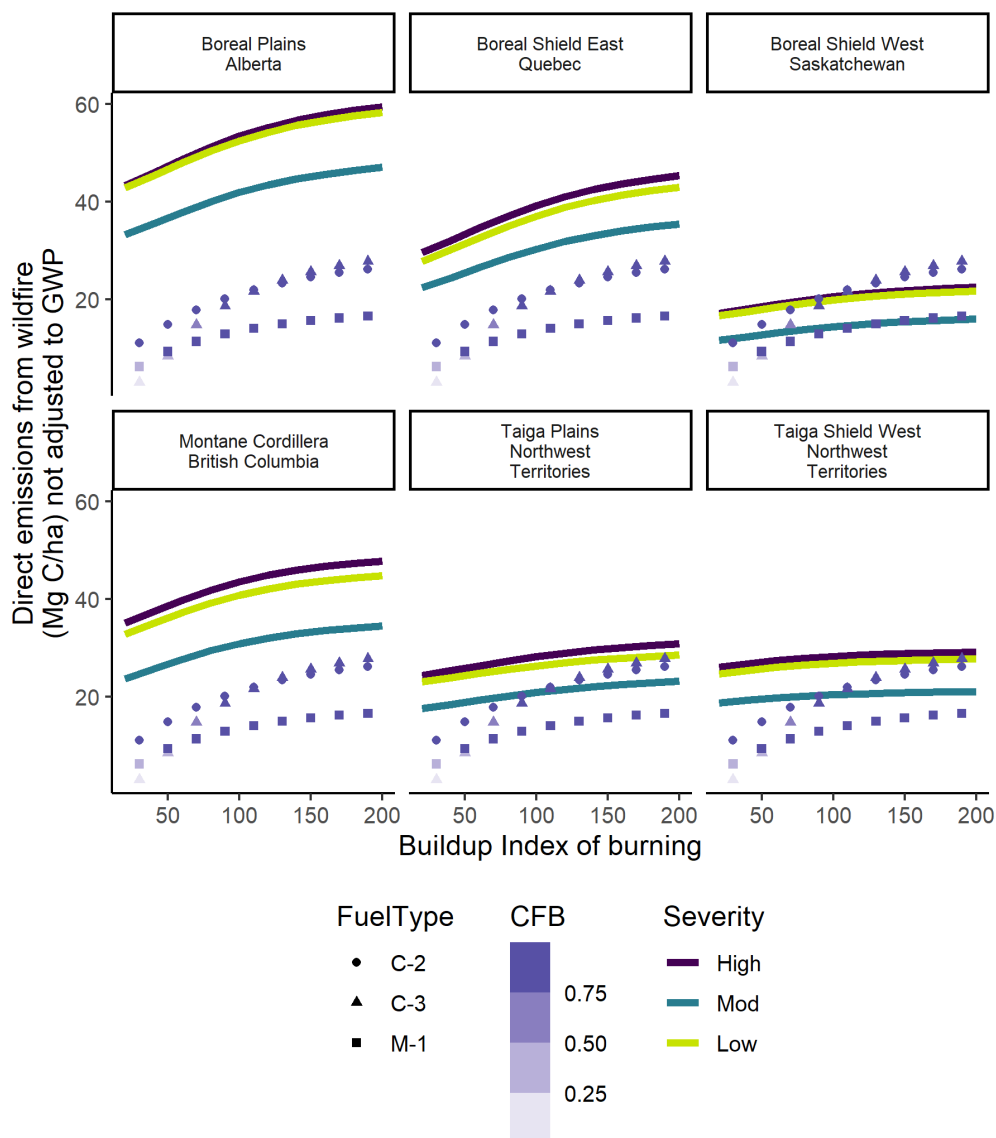 Boreal Plains
Alberta
Boreal Shield East
Quebec
Boreal Shield West
Saskatchewan
60
40
20
Montane Cordillera
British Columbia
Taiga Plains
Northwest
Territories
Taiga Shield West
Northwest
Territories
60
40
20
Direct emissions from wildfire
(Mg C/ha) not adjusted to GWP
50 100 150 200
50 100 150 200
50 100 150 200
Buildup Index of burning
FuelType
C-2
C-3
M-1
CFB
0.75
0.50
0.25
Severity
High
Mod
Low